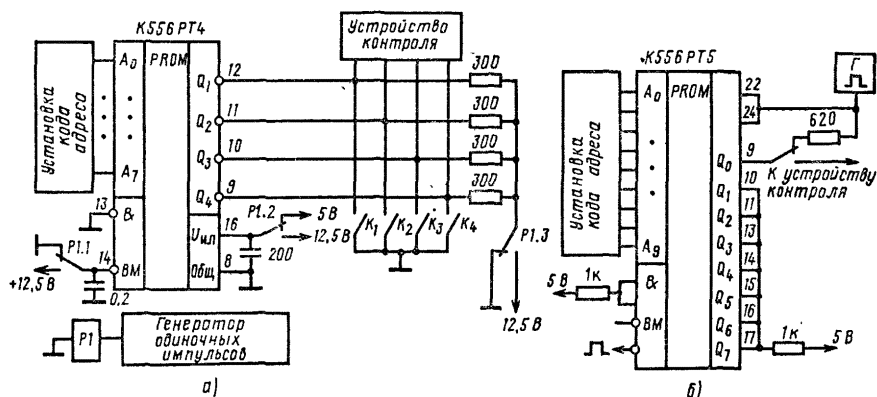 К556РТ4
PROM
Установка кода адреса
A0
A7
13
В̄к
14
ВМ
P1.1
+12,5 В
0,2
Q1
12
Q2
11
Q3
10
Q4
9
Uип
16
Общ
8
P1.2
5 В
12,5 В
200
Устройство
контроля
300
300
300
300
K1
K2
K3
K4
P1.3
12,5 В
P1
Генератор
одиночных
импульсов
а)
К556РТ5
PROM
Установка кода адреса
A0
A9
5 В
1к
Вк
ВМ
22
24
Г
620
Q0
9
К устройству
контроля
Q1
10
Q2
11
Q3
13
Q4
14
Q5
15
Q6
16
Q7
17
1к
5 В
б)